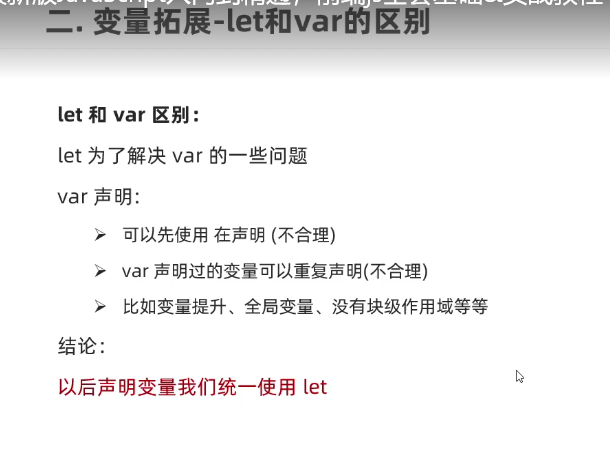 二. 变量拓展-let和var的区别
let 和 var 区别：
let 为了解决 var 的一些问题
var 声明:
➢ 可以先使用 在声明 (不合理)
➢ var 声明过的变量可以重复声明(不合理)
➢ 比如变量提升、全局变量、没有块级作用域等等
结论：
以后声明变量我们统一使用 let